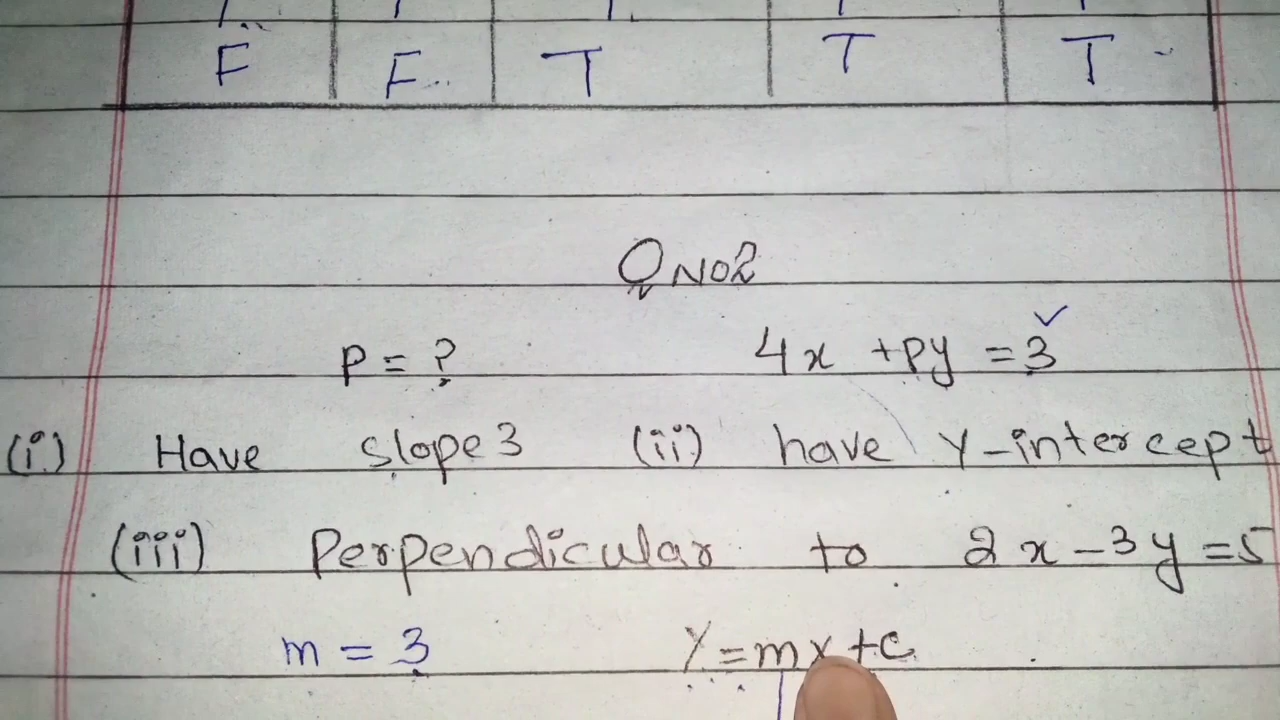 F F T T T
Q NO2
P = ? 4x + py = 3
(i) Have slope 3 (ii) have Y-intercept
(iii) Perpendicular to 2x - 3y = 5
m = 3 Y = mx + c